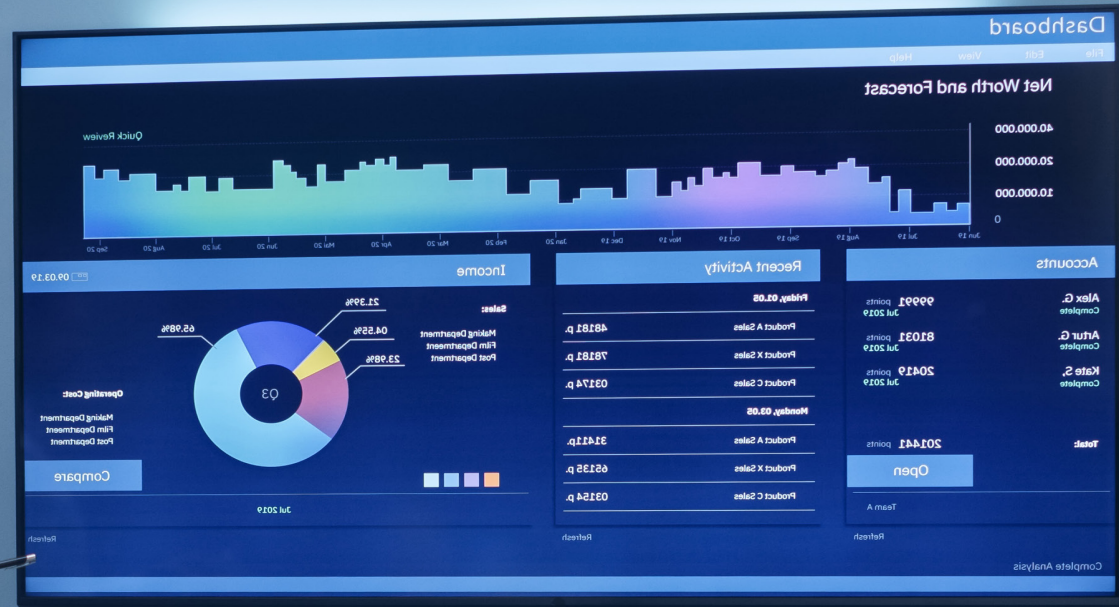 Dashboard
File Edit View Help
Net Worth and Forecast
Quick Review
40.000.000
20.000.000
10.000.000
0
Jun 19 Jul 19 Aug 19 Sep 19 Oct 19 Nov 19 Dec 19 Jan 20 Feb 20 Mar 20 Apr 20 Mai 20 Jun 20 Jul 20 Aug 20 Sep 20
Accounts
Alex G. 99991 points
Complete Jul 2019
Artur G. 81031 points
Complete Jul 2019
Kate S, 20419 points
Complete Jul 2019
Total: 201441 points
Open
Team A
Refresh
Recent Activity
Friday, 01.05
Product A Sales 48181 p.
Product X Sales 78181 p.
Product C Sales 03174 p.
Monday, 03.05
Product A Sales 31411p.
Product X Sales 65135 p.
Product C Sales 03154 p.
Refresh
Income 09.03.19
Sales:
Making Department
Film Department
Post Department
21.39%
04.55%
23.98%
65.98%
Q3
Operating Cost:
Making Department
Film Department
Post Department
Compare
Jul 2019
Refresh
Complete Analysis